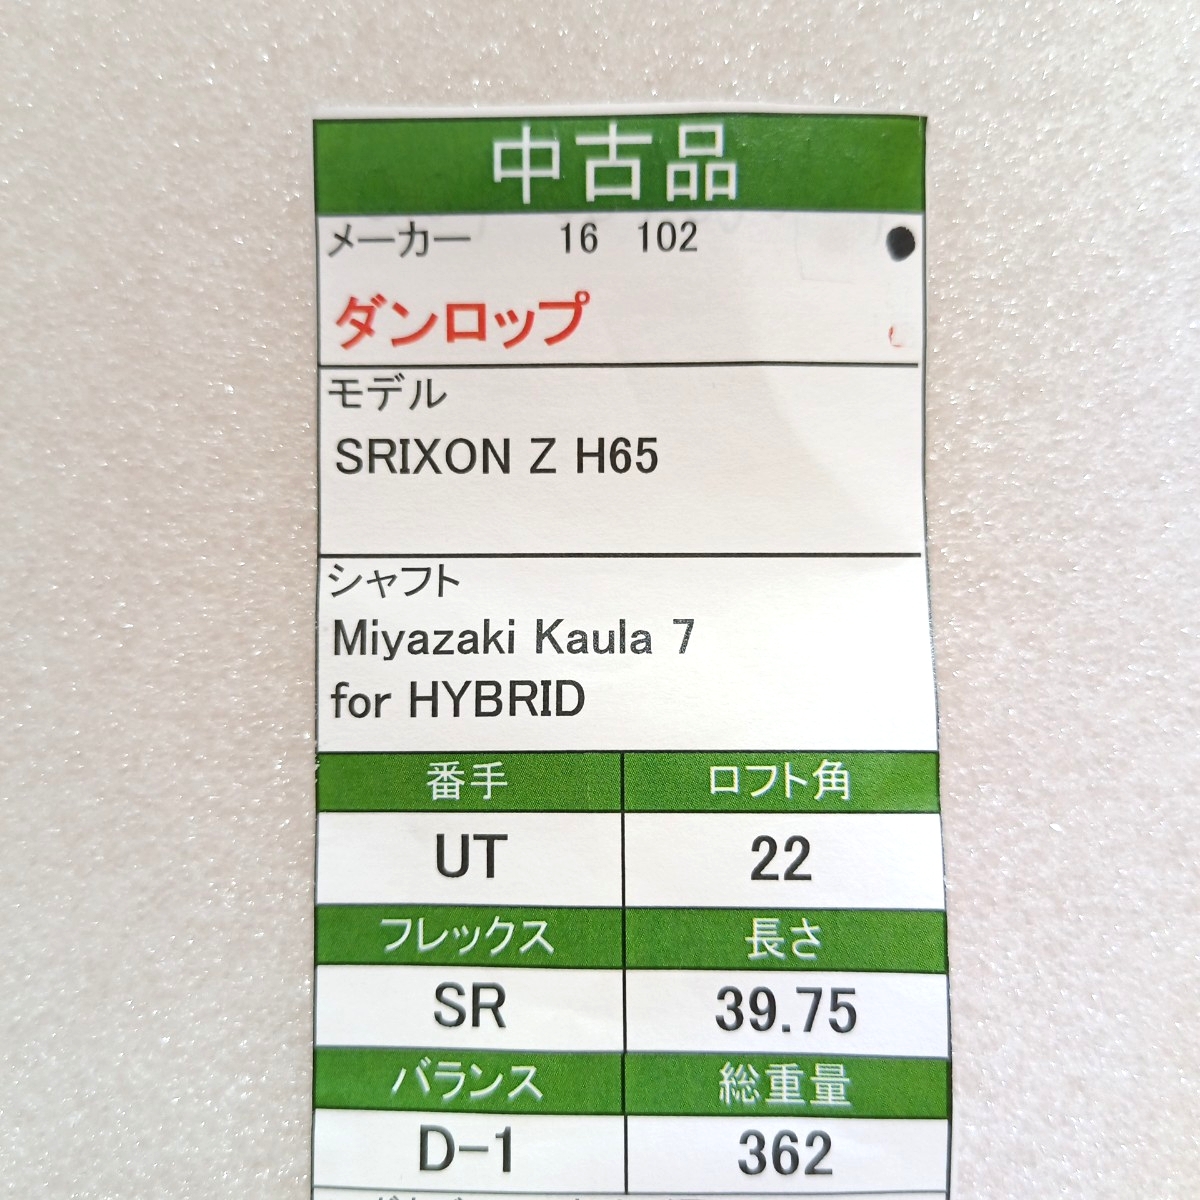 中古品
メーカー 16 102
ダンロップ
モデル
SRIXON Z H65
シャフト
Miyazaki Kaula 7
for HYBRID
番手 ロフト角
UT 22
フレックス 長さ
SR 39.75
バランス 総重量
D-1 362